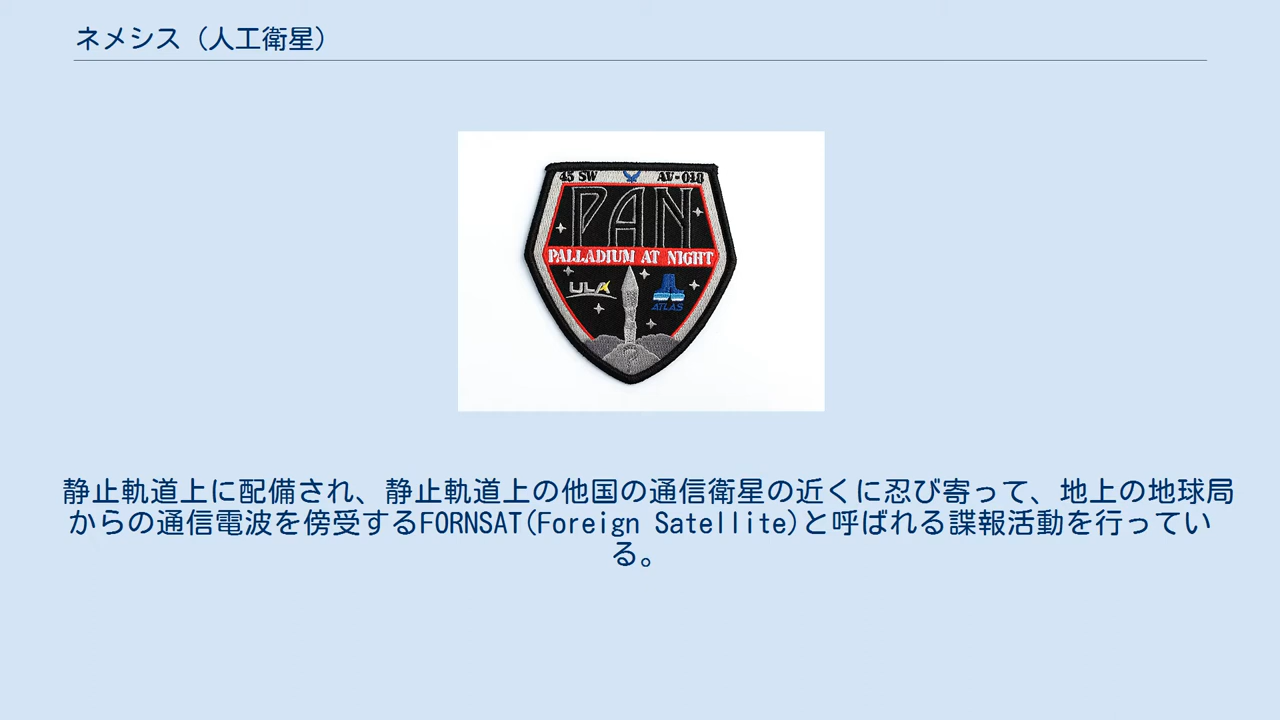 ネメシス（人工衛星）
45 SW
AV-018
PAN
PALLADIUM AT NIGHT
ULA
ATLAS
静止軌道上に配備され、静止軌道上の他国の通信衛星の近くに忍び寄って、地上の地球局
からの通信電波を傍受するFORNSAT(Foreign Satellite)と呼ばれる諜報活動を行ってい
る。